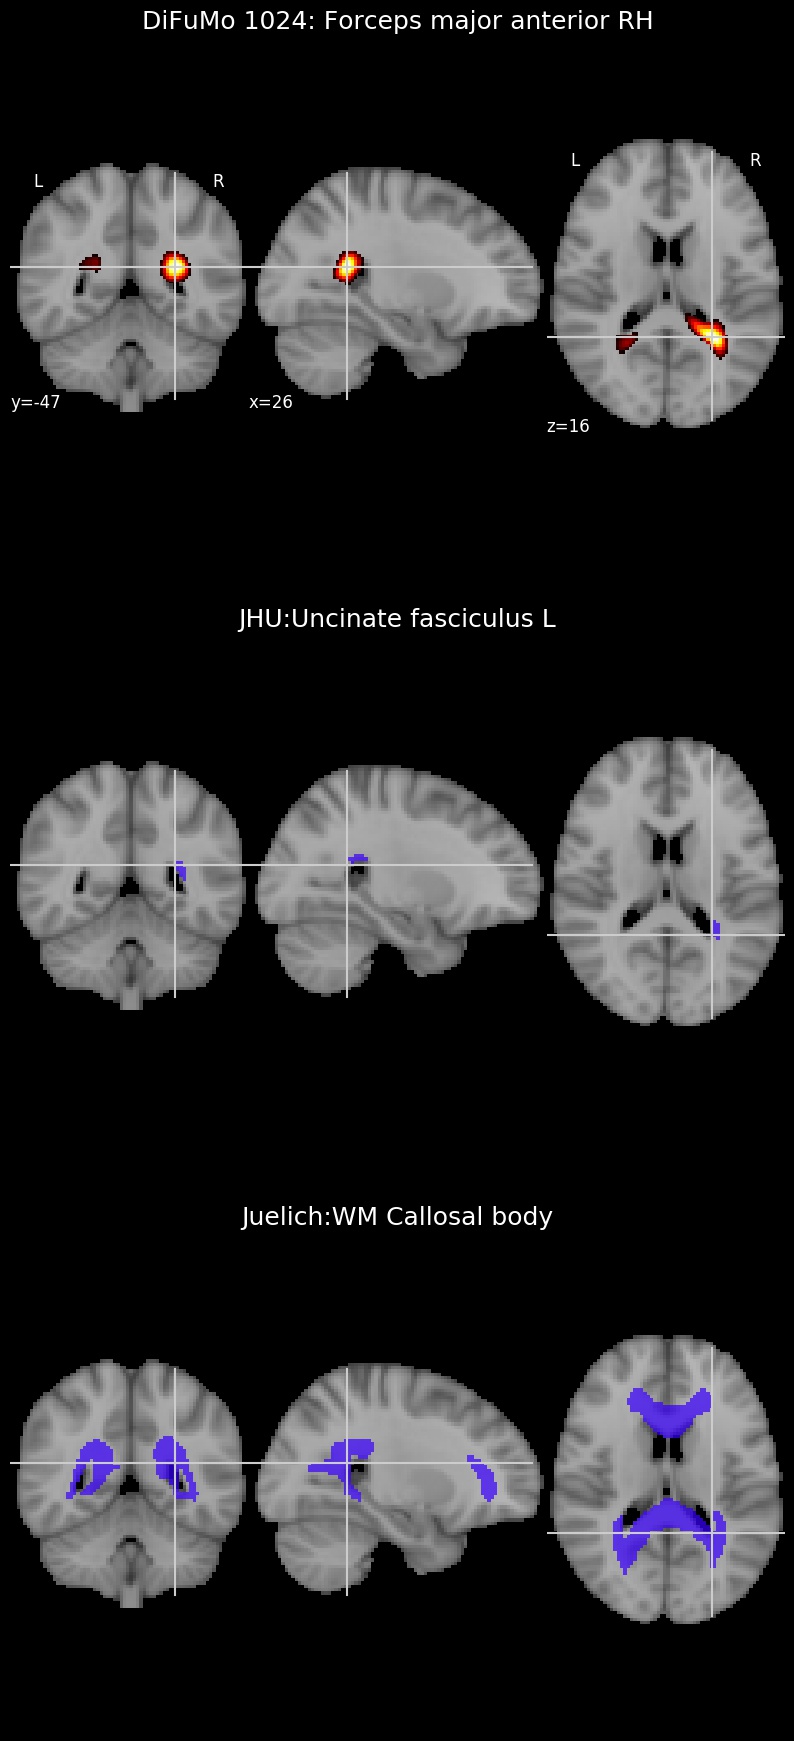 DiFuMo 1024: Forceps major anterior RH
L R
L R
y=-47
x=26
z=16
JHU:Uncinate fasciculus L
Juelich:WM Callosal body